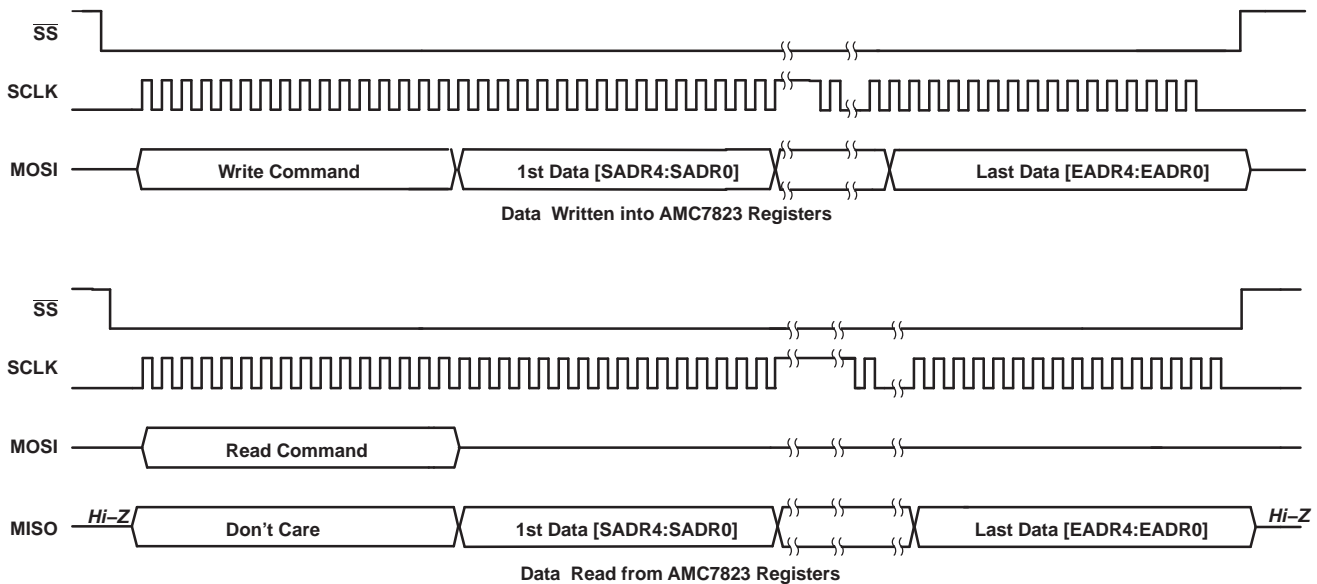 SS
SCLK
MOSI Write Command 1st Data [SADR4:SADR0] Last Data [EADR4:EADR0]
Data Written into AMC7823 Registers
SS
SCLK
MOSI Read Command
MISO Hi–Z Don't Care 1st Data [SADR4:SADR0] Last Data [EADR4:EADR0] Hi–Z
Data Read from AMC7823 Registers